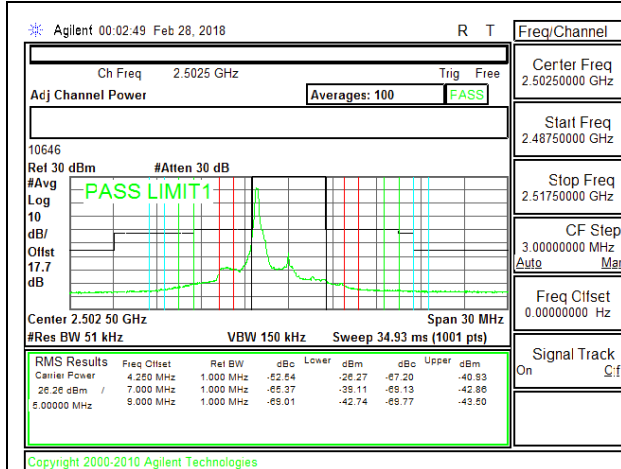 Agilent 00:02:49 Feb 28, 2018 R T
Ch Freq 2.5025 GHz Trig Free
Adj Channel Power Averages: 100 PASS
10646
Ref 30 dBm #Atten 30 dB
#Avg
Log
10
dB/
Offst
17.7
dB
PASS LIMIT1
Center 2.502 50 GHz Span 30 MHz
#Res BW 51 kHz VBW 150 kHz Sweep 34.93 ms (1001 pts)
RMS Results Freq Offset Ref BW dBc Lower dBm dBc Upper dBm
Carrier Power 4.250 MHz 1.000 MHz -52.54 -26.27 -67.20 -40.93
26.26 dBm / 7.000 MHz 1.000 MHz -65.37 -39.11 -69.13 -42.86
5.00000 MHz 9.000 MHz 1.000 MHz -69.01 -42.74 -69.77 -43.50
Copyright 2000-2010 Agilent Technologies
Freq/Channel
Center Freq
2.50250000 GHz
Start Freq
2.48750000 GHz
Stop Freq
2.51750000 GHz
CF Step
3.00000000 MHz
Auto Man
Freq Offset
0.00000000 Hz
Signal Track
On